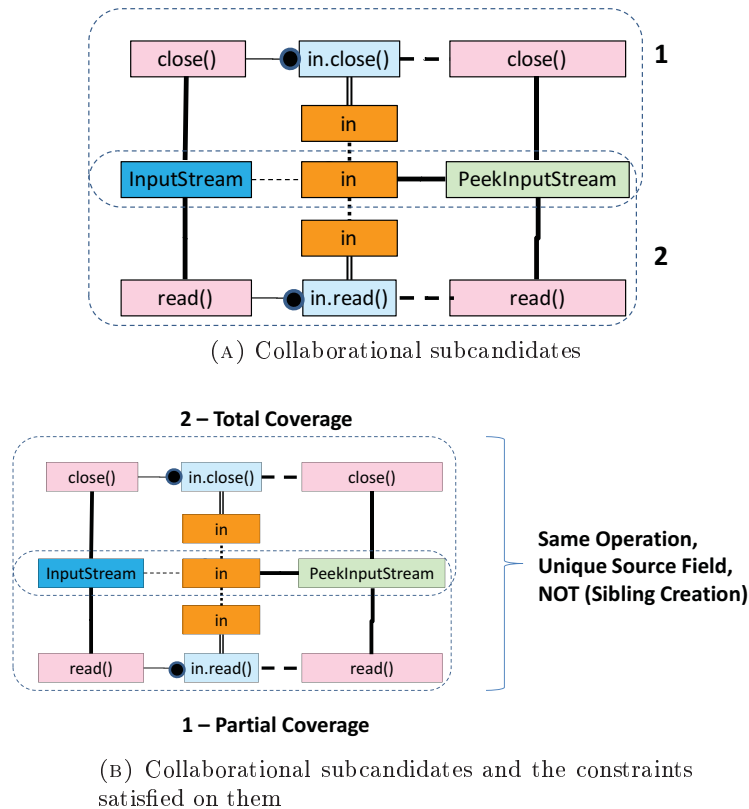 close() in.close() close() 1
in
InputStream in PeekInputStream
in
2
read() in.read() read()
(A) Collaborational subcandidates
2 – Total Coverage
close() in.close() close()
in
Same Operation,
InputStream in PeekInputStream
Unique Source Field,
NOT (Sibling Creation)
in
read() in.read() read()
1 – Partial Coverage
(B) Collaborational subcandidates and the constraints
satisfied on them